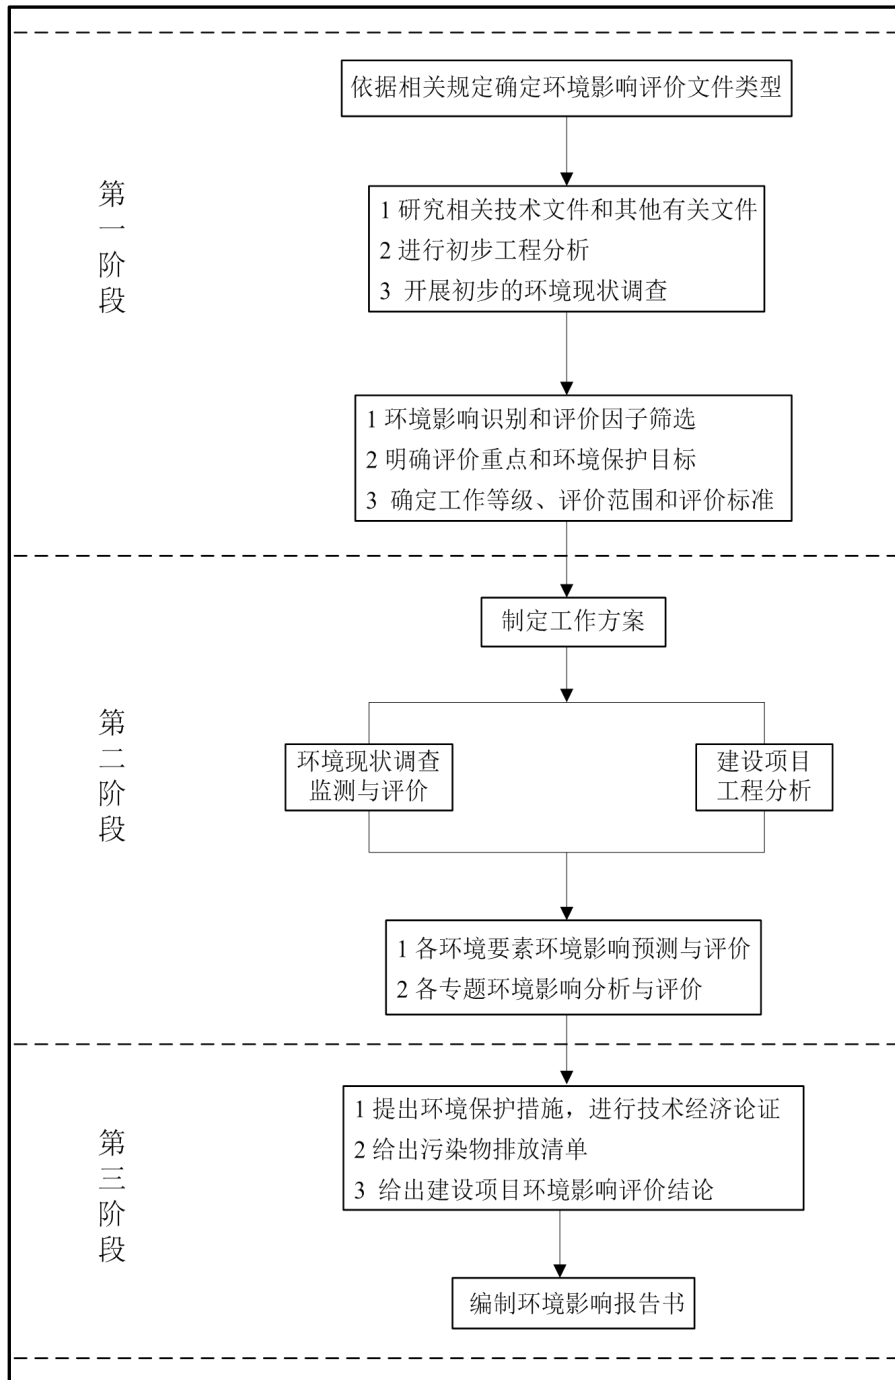 依据相关规定确定环境影响评价文件类型
第一阶段
1 研究相关技术文件和其他有关文件
2 进行初步工程分析
3 开展初步的环境现状调查
1 环境影响识别和评价因子筛选
2 明确评价重点和环境保护目标
3 确定工作等级、评价范围和评价标准
制定工作方案
第二阶段
环境现状调查
监测与评价
建设项目
工程分析
1 各环境要素环境影响预测与评价
2 各专题环境影响分析与评价
第三阶段
1 提出环境保护措施，进行技术经济论证
2 给出污染物排放清单
3 给出建设项目环境影响评价结论
编制环境影响报告书